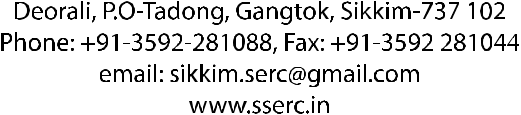 Deorali, P.O-Tadong, Gangtok, Sikkim-737 102
Phone: +91-3592-281088, Fax: +91-3592 281044
email: sikkim.serc@gmail.com
www.sserc.in